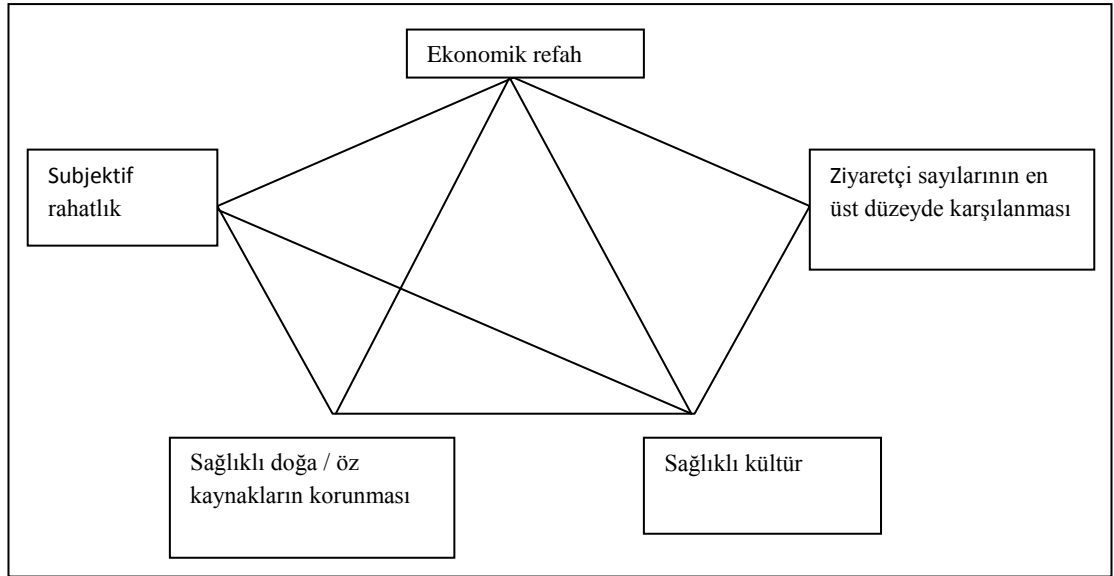 Ekonomik refah
Subjektif
rahatlık
Ziyaretçi sayılarının en
üst düzeyde karşılanması
Sağlıklı doğa / öz
kaynakların korunması
Sağlıklı kültür